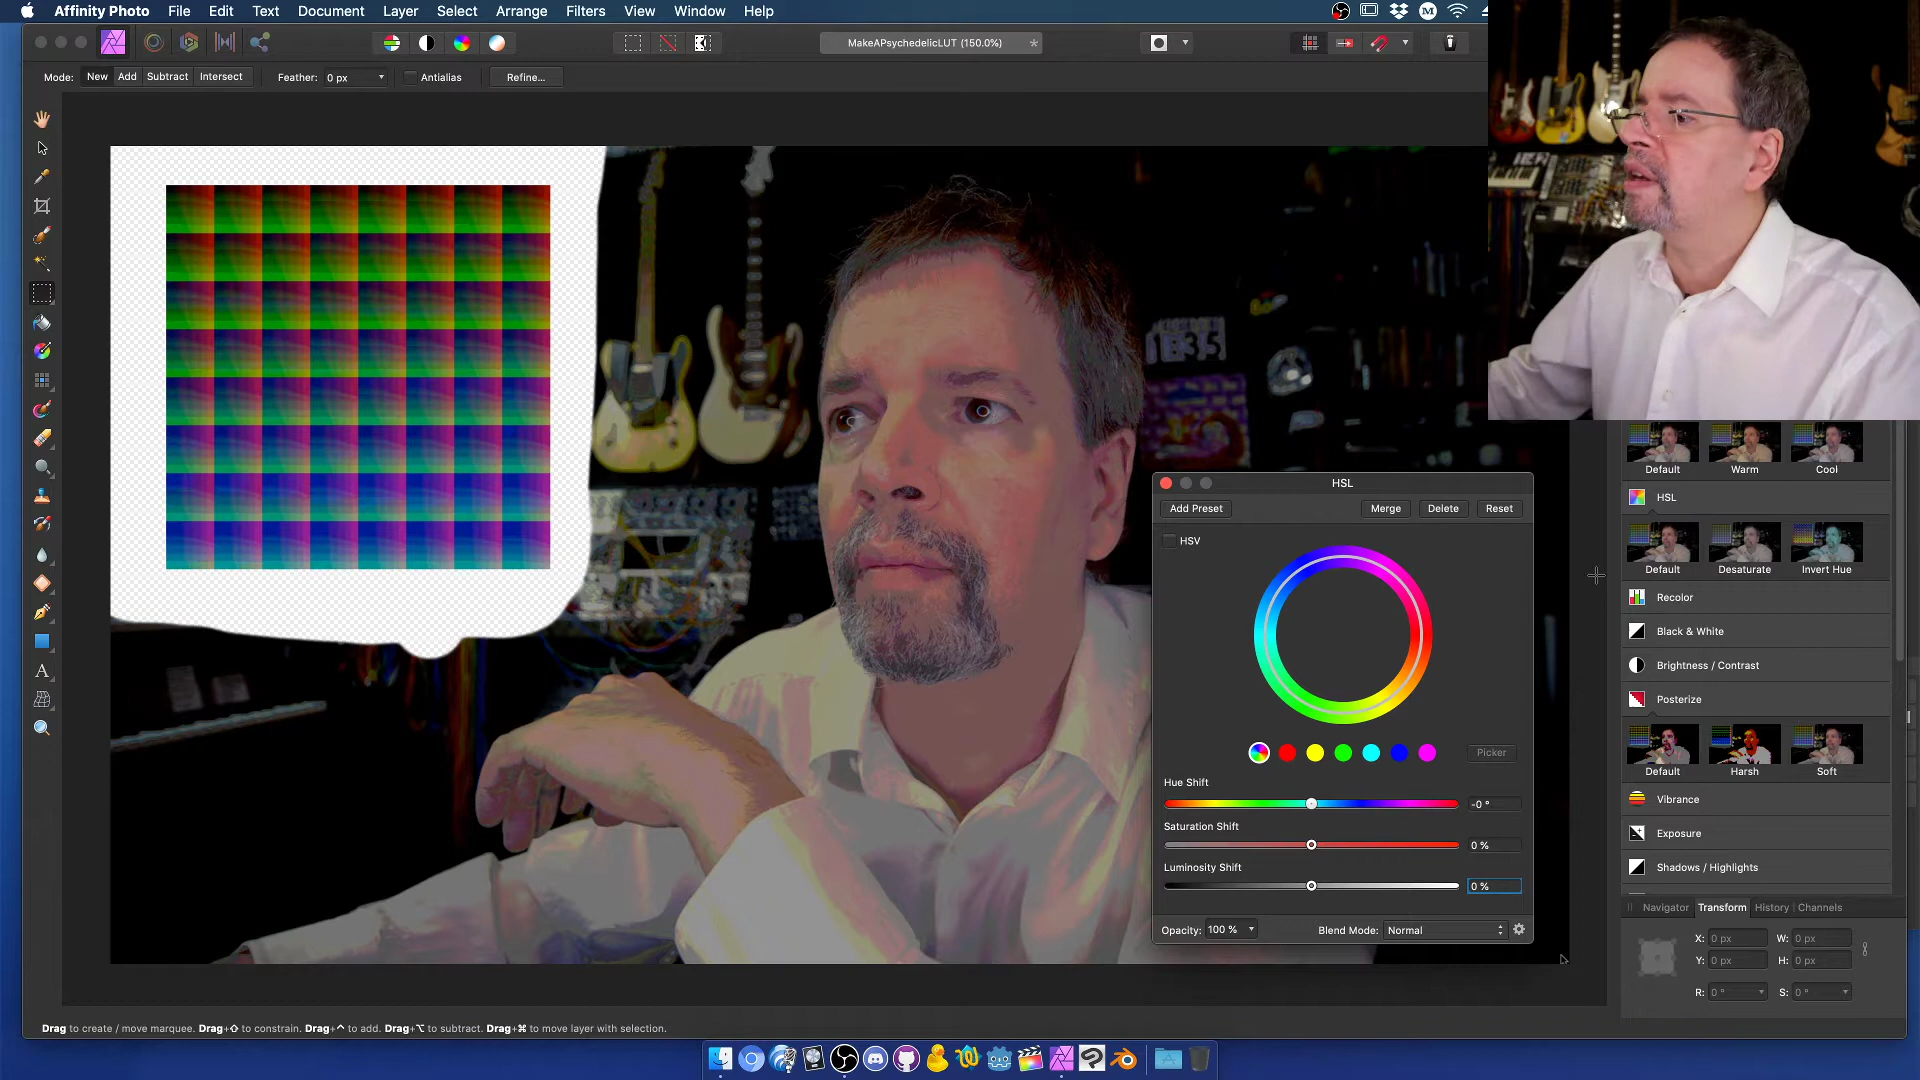 Affinity Photo File Edit Text Document Layer Select Arrange Filters View Window Help
MakeAPsychedelicLUT (150.0%)
Mode: New Add Subtract Intersect Feather: 0 px Antialias Refine...
Default Warm Cool
HSL
Default Desaturate Invert Hue
Recolor
Black & White
Brightness / Contrast
Posterize
Default Harsh Soft
Vibrance
Exposure
Shadows / Highlights
HSL
Add Preset Merge Delete Reset
HSV
Picker
Hue Shift
-0 °
Saturation Shift
0 %
Luminosity Shift
0 %
Opacity: 100 % Blend Mode: Normal
Navigator Transform History Channels
X: 0 px W: 0 px
Y: 0 px H: 0 px
R: 0 ° S: 0 °
Drag to create / move marquee. Drag+⇧ to constrain. Drag+^ to add. Drag+⌥ to subtract. Drag+⌘ to move layer with selection.